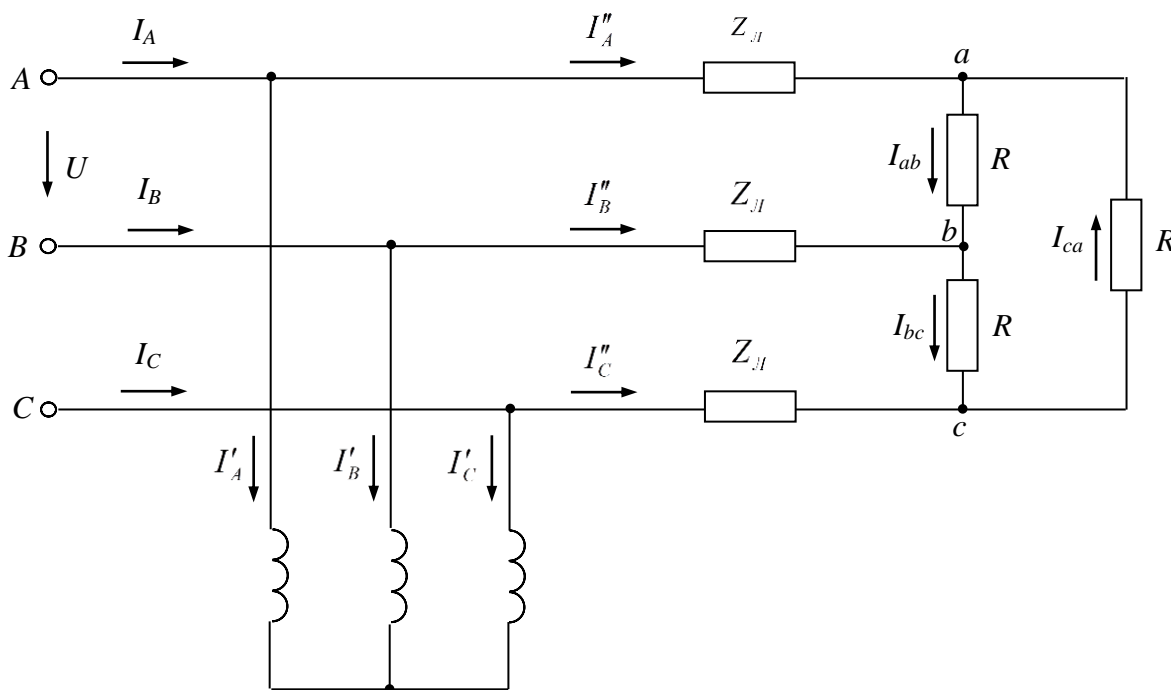 I_A I″_A Z_Л
A a
I_ab R
U
I_B I″_B Z_Л
B b
I_ca R
I_bc R
I_C I″_C Z_Л
C c
I′_A I′_B I′_C